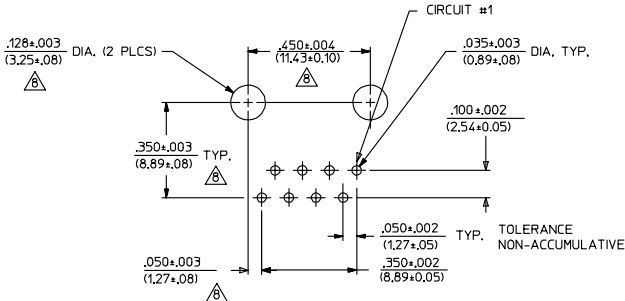 CIRCUIT #1
.128±.003
(3.25±.08)
DIA. (2 PLCS)
8
.450±.004
(11.43±0.10)
8
.035±.003
(0.89±.08)
DIA. TYP.
.100±.002
(2.54±0.05)
.350±.003
(8.89±.08)
TYP.
8
.050±.002
(1.27±.05)
TYP.
TOLERANCE
NON-ACCUMULATIVE
.050±.003
(1.27±.08)
8
.350±.002
(8.89±0.05)